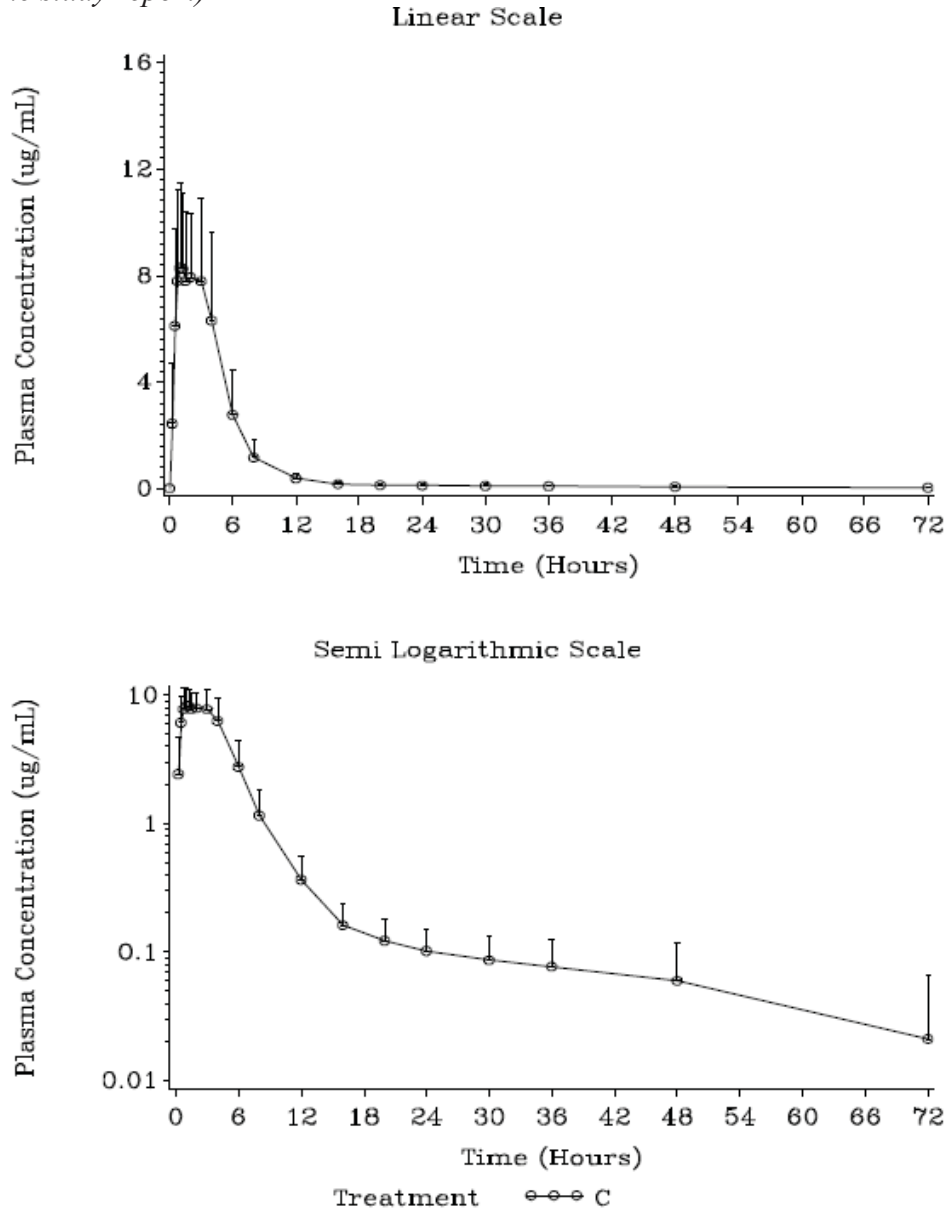 study report)
Linear Scale
Plasma Concentration (ug/mL)
16
12
8
4
0
0 6 12 18 24 30 36 42 48 54 60 66 72
Time (Hours)
Semi Logarithmic Scale
Plasma Concentration (ug/mL)
10
1
0.1
0.01
0 6 12 18 24 30 36 42 48 54 60 66 72
Time (Hours)
Treatment C